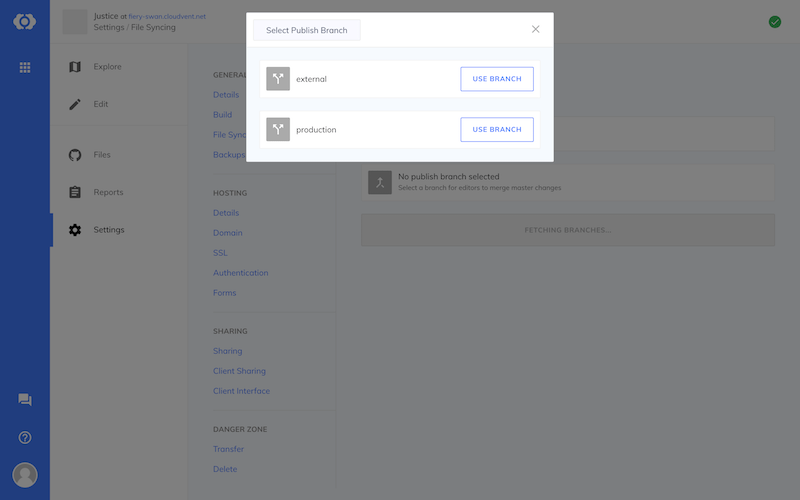 Justice at fiery-swan.cloudvent.net
Settings / File Syncing
Explore
Edit
Files
Reports
Settings
GENERAL
Details
Build
File Sync
Backups
HOSTING
Details
Domain
SSL
Authentication
Forms
SHARING
Sharing
Client Sharing
Client Interface
DANGER ZONE
Transfer
Delete
Select Publish Branch
external
USE BRANCH
production
USE BRANCH
No publish branch selected
Select a branch for editors to merge master changes
FETCHING BRANCHES...